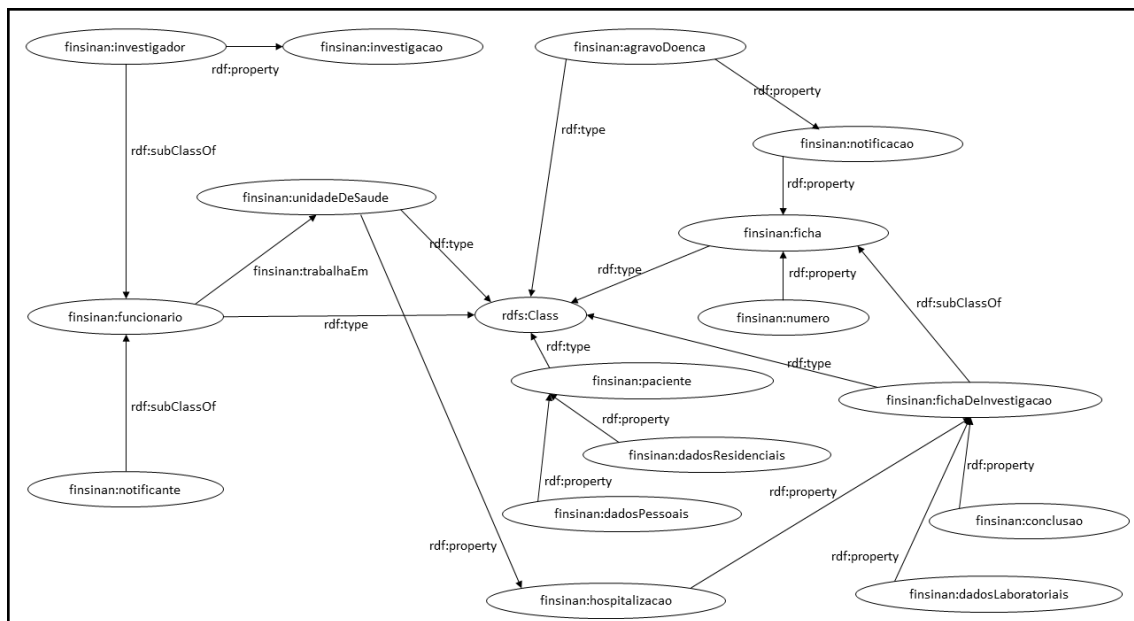 finsinan:investigador
finsinan:investigacao
finsinan:agravoDoenca
rdf:property
rdf:property
rdf:type
finsinan:notificacao
rdf:subClassOf
rdf:property
finsinan:unidadeDeSaude
finsinan:ficha
rdf:type
finsinan:trabalhaEm
rdf:type
rdf:property
rdf:subClassOf
finsinan:funcionario
rdf:type
rdfs:Class
finsinan:numero
rdf:type
rdf:type
finsinan:paciente
finsinan:fichaDeInvestigacao
rdf:subClassOf
rdf:property
finsinan:dadosResidenciais
finsinan:notificante
rdf:property
rdf:property
finsinan:dadosPessoais
finsinan:conclusao
rdf:property
rdf:property
finsinan:hospitalizacao
finsinan:dadosLaboratoriais